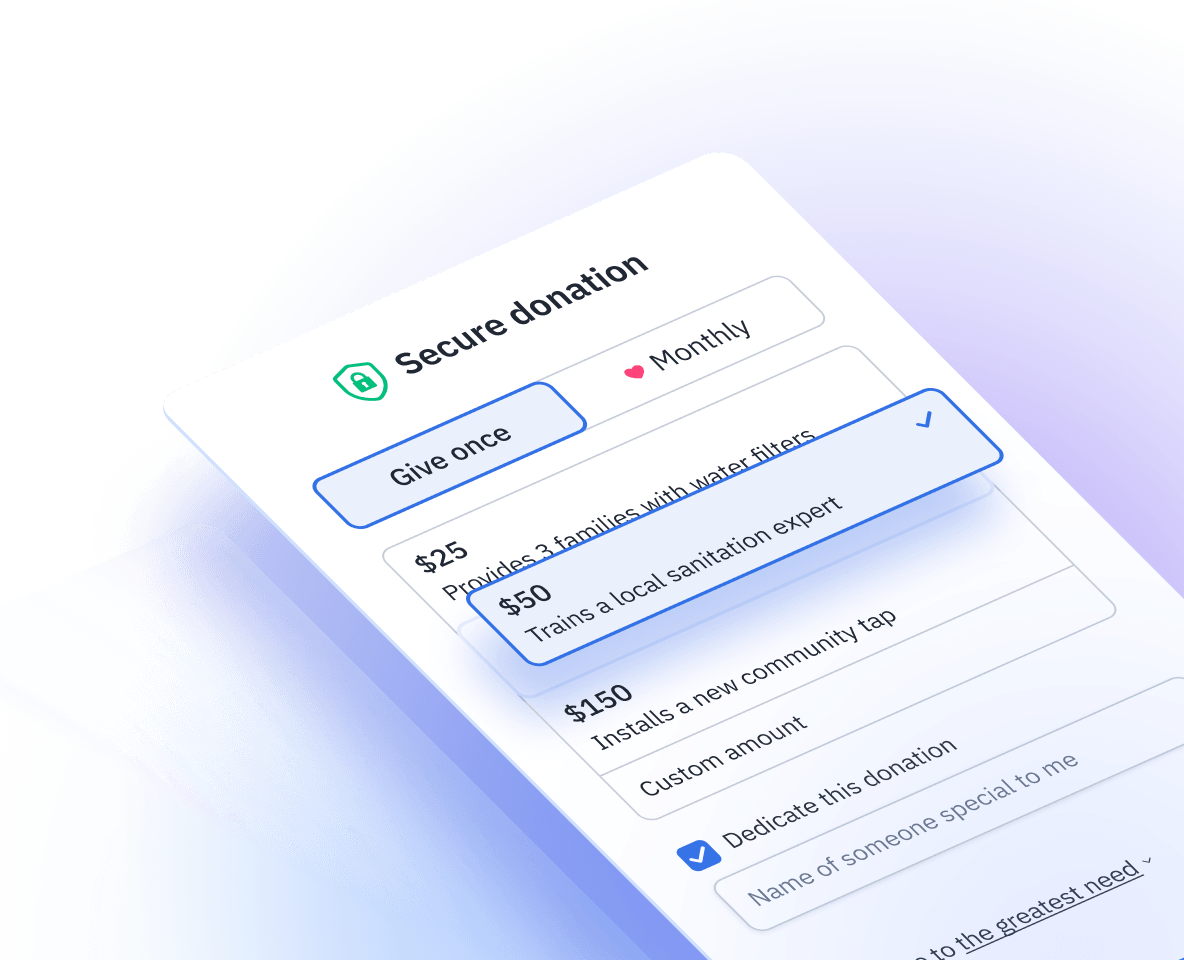 Secure donation
Give once
Monthly
$25
Provides 3 families with water filters
$50
Trains a local sanitation expert
$150
Installs a new community tap
Custom amount
Dedicate this donation
Name of someone special to me
to the greatest need